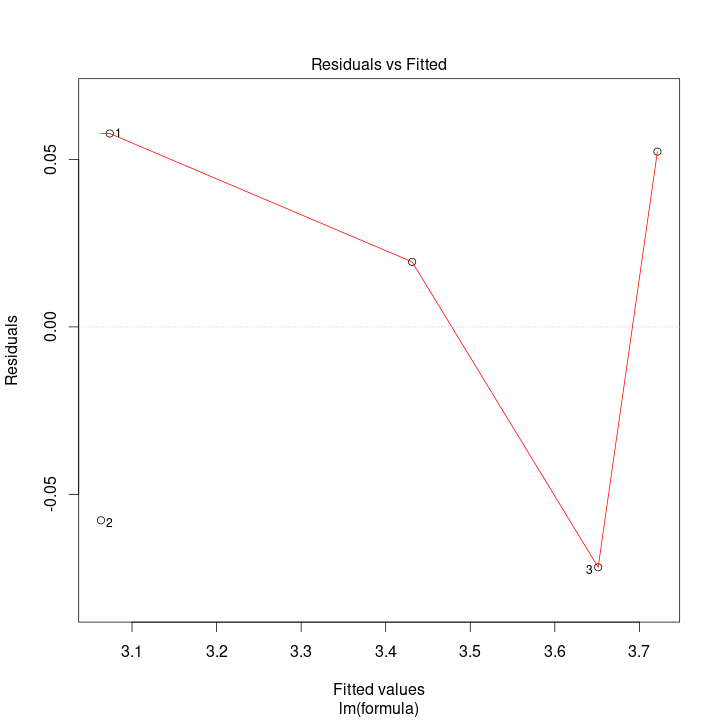 Residuals vs Fitted
Residuals
0.05
0.00
-0.05
1
2
3
3.1 3.2 3.3 3.4 3.5 3.6 3.7
Fitted values
lm(formula)